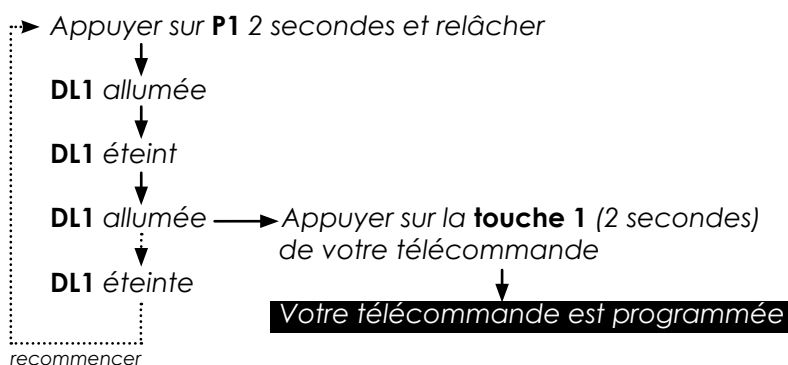 Appuyer sur P1 2 secondes et relâcher
DL1 allumée
DL1 éteint
DL1 allumée
Appuyer sur la touche 1 (2 secondes)
de votre télécommande
DL1 éteinte
Votre télécommande est programmée
recommencer